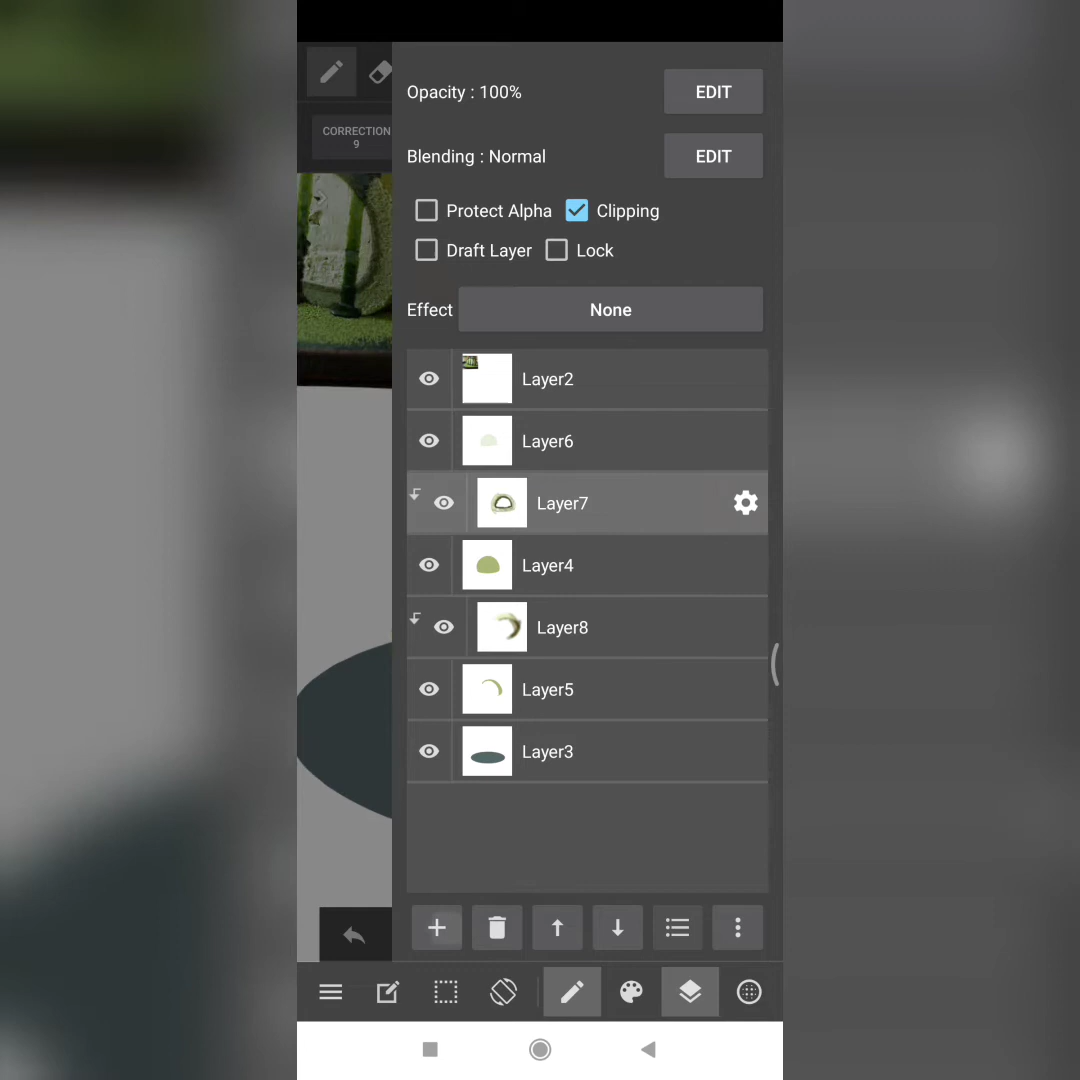 Opacity : 100%
EDIT
Blending : Normal
EDIT
Protect Alpha
Clipping
Draft Layer
Lock
CORRECTION
9
Effect
None
Layer2
Layer6
Layer7
Layer4
Layer8
Layer5
Layer3